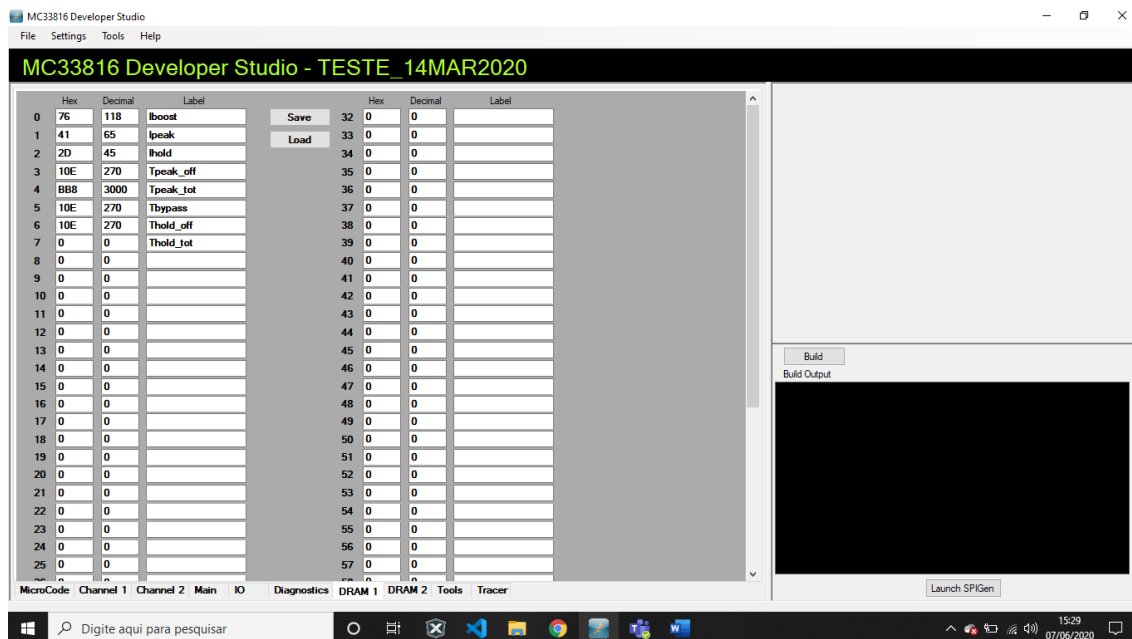 MC33816 Developer Studio
File Settings Tools Help
MC33816 Developer Studio - TESTE_14MAR2020
Hex Decimal Label Hex Decimal Label
0 76 118 Iboost Save 32 0 0
1 41 65 Ipeak Load 33 0 0
2 2D 45 Ihold 34 0 0
3 10E 270 Tpeak_off 35 0 0
4 BB8 3000 Tpeak_tot 36 0 0
5 10E 270 Tbypass 37 0 0
6 10E 270 Thold_off 38 0 0
7 0 0 Thold_tot 39 0 0
8 0 0 40 0 0
9 0 0 41 0 0
10 0 0 42 0 0
11 0 0 43 0 0
12 0 0 44 0 0
13 0 0 45 0 0
14 0 0 46 0 0
15 0 0 47 0 0
16 0 0 48 0 0
17 0 0 49 0 0
18 0 0 50 0 0
19 0 0 51 0 0
20 0 0 52 0 0
21 0 0 53 0 0
22 0 0 54 0 0
23 0 0 55 0 0
24 0 0 56 0 0
25 0 0 57 0 0
Build
Build Output
MicroCode Channel 1 Channel 2 Main IO Diagnostics DRAM 1 DRAM 2 Tools Tracer
Launch SPIGen
Digite aqui para pesquisar
15:29
07/06/2020